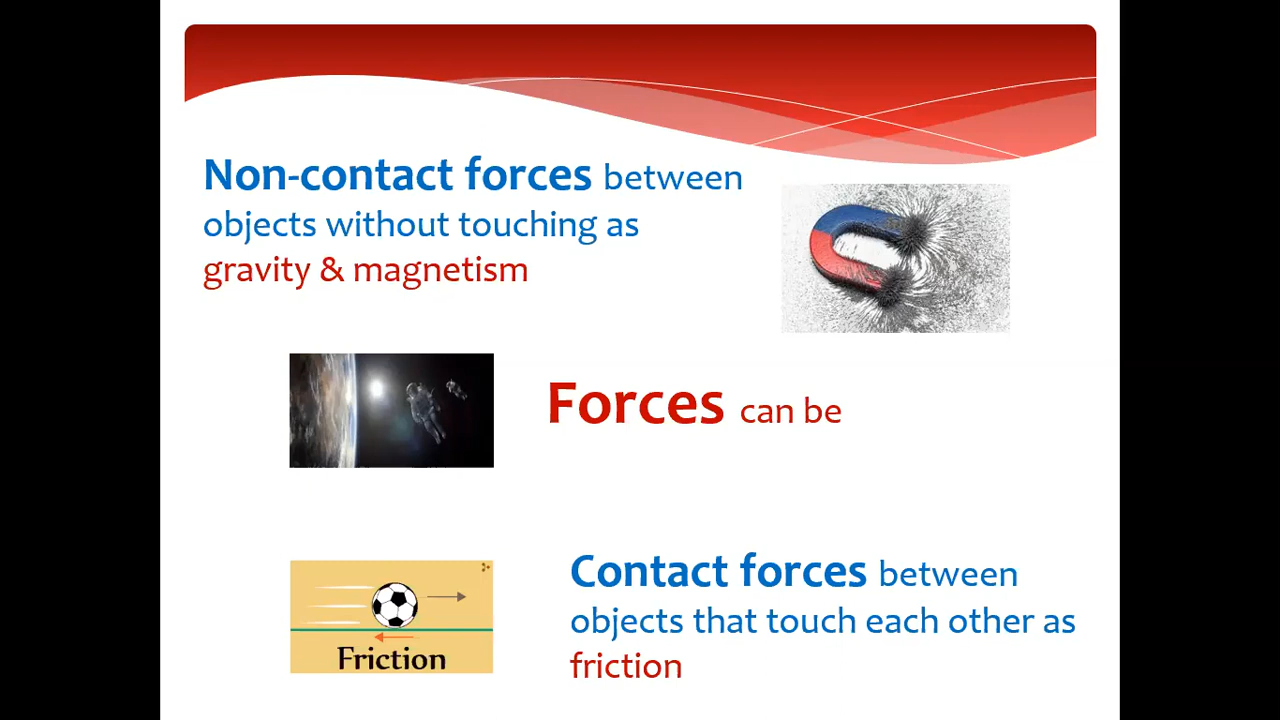 Non-contact forces between
objects without touching as
gravity & magnetism
Forces can be
Friction
Contact forces between
objects that touch each other as
friction